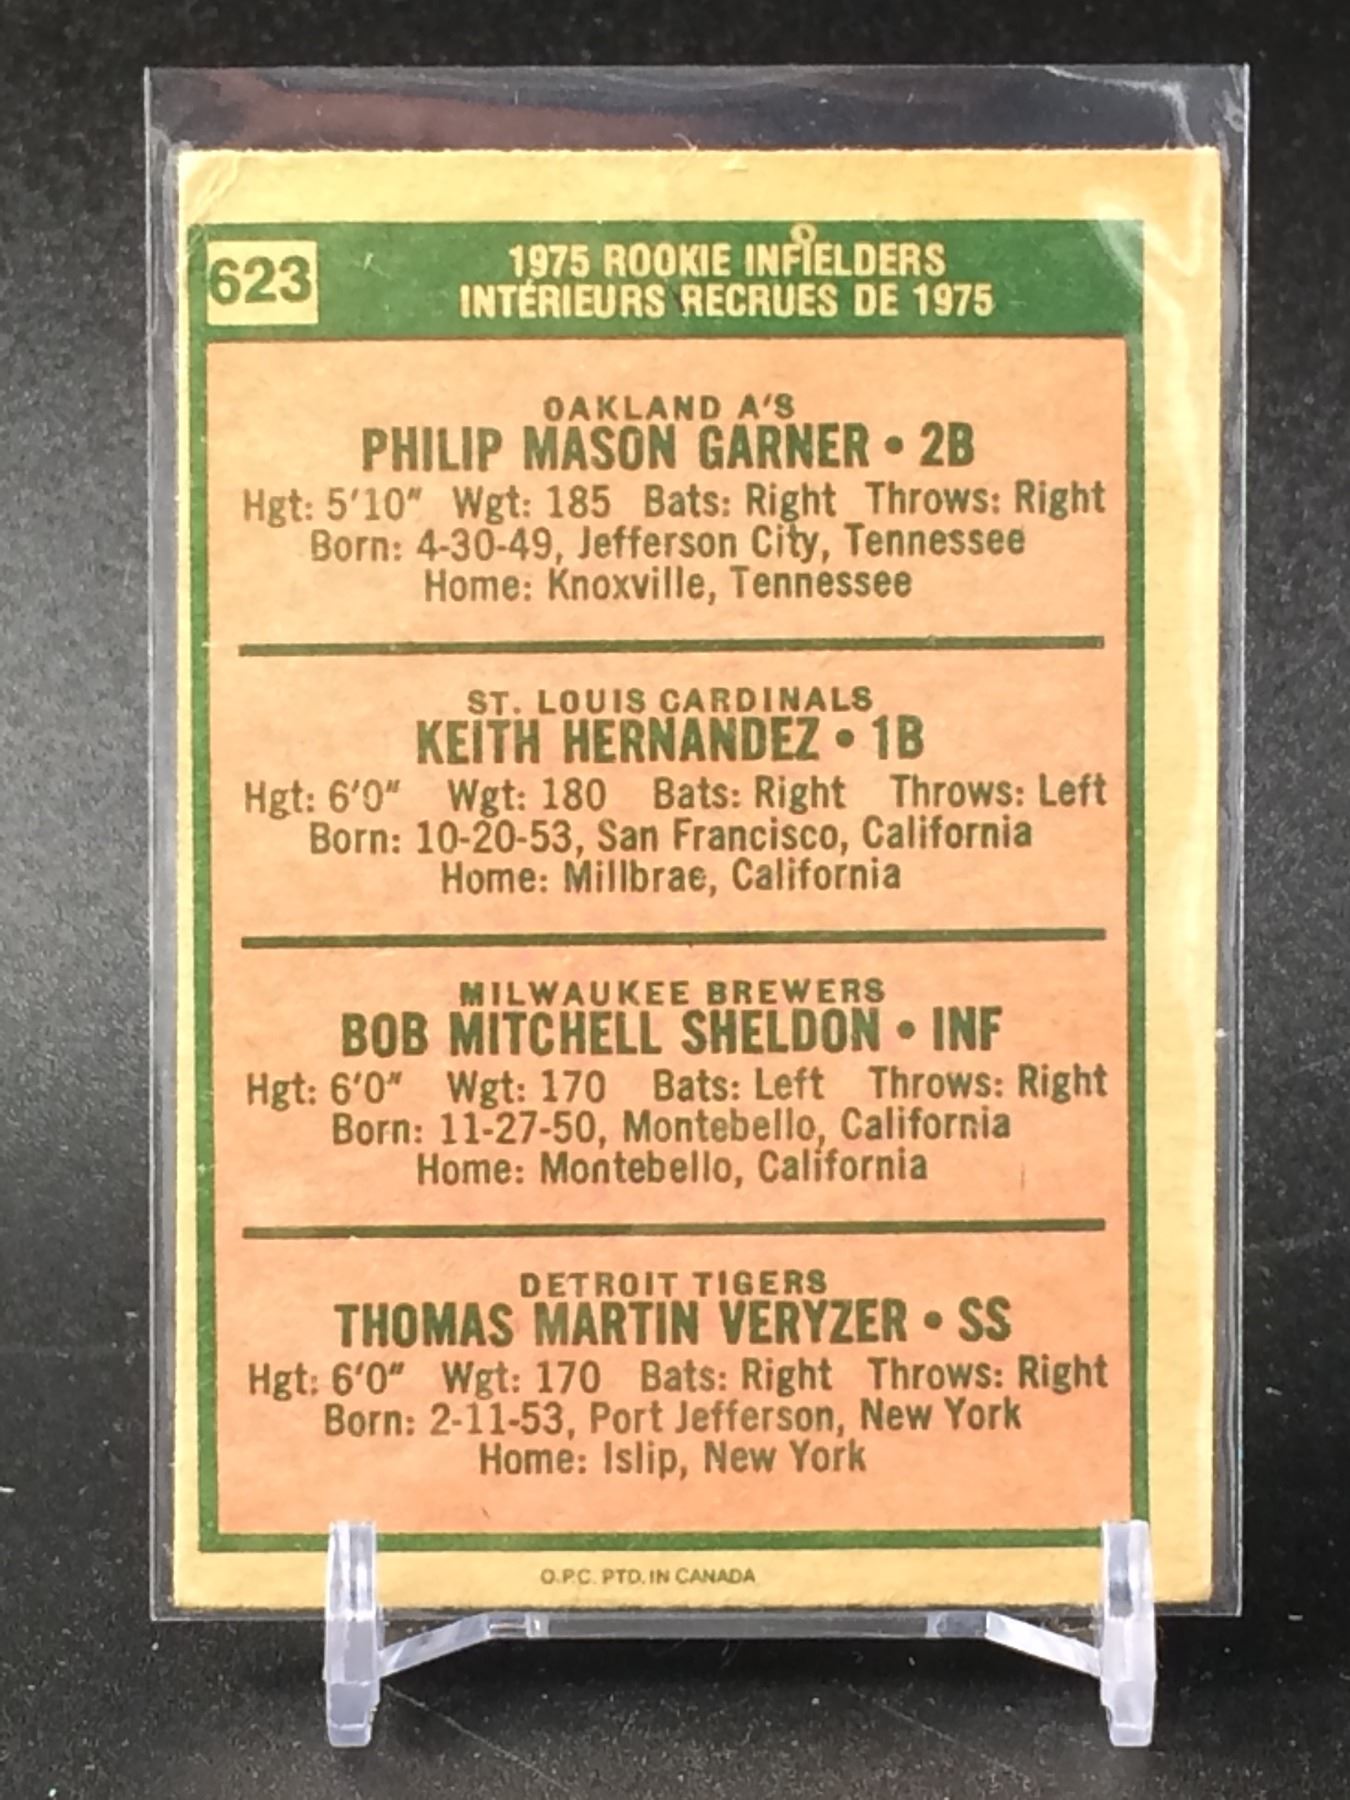 623
1975 ROOKIE INFIELDERS
INTÉRIEURS RECRUES DE 1975
OAKLAND A'S
PHILIP MASON GARNER • 2B
Hgt: 5'10" Wgt: 185 Bats: Right Throws: Right
Born: 4-30-49, Jefferson City, Tennessee
Home: Knoxville, Tennessee
ST. LOUIS CARDINALS
KEITH HERNANDEZ • 1B
Hgt: 6'0" Wgt: 180 Bats: Right Throws: Left
Born: 10-20-53, San Francisco, California
Home: Millbrae, California
MILWAUKEE BREWERS
BOB MITCHELL SHELDON • INF
Hgt: 6'0" Wgt: 170 Bats: Left Throws: Right
Born: 11-27-50, Montebello, California
Home: Montebello, California
DETROIT TIGERS
THOMAS MARTIN VERYZER • SS
Hgt: 6'0" Wgt: 170 Bats: Right Throws: Right
Born: 2-11-53, Port Jefferson, New York
Home: Islip, New York
O.P.C. PTD. IN CANADA